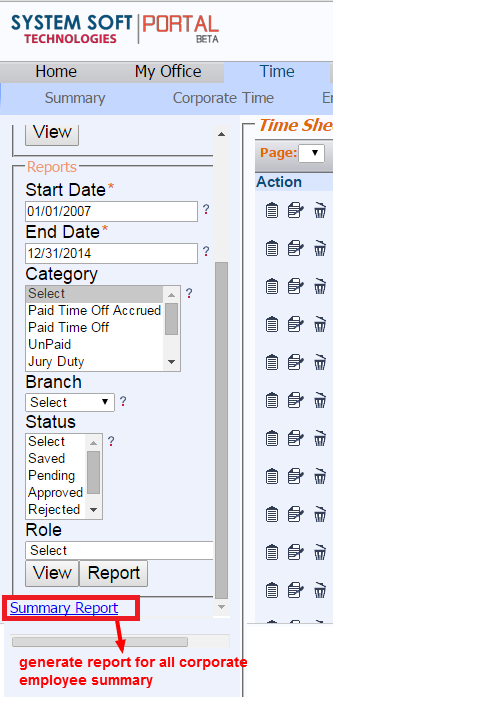 SYSTEM SOFT PORTAL
TECHNOLOGIES BETA
Home My Office Time
Summary Corporate Time
View
Time She
Reports
Page:
Action
Start Date*
01/01/2007 ?
End Date*
12/31/2014 ?
Category
Select ?
Paid Time Off Accrued
Paid Time Off
UnPaid
Jury Duty
Branch
Select ?
Status
Select ?
Saved
Pending
Approved
Rejected
Role
Select
View Report
Summary Report
generate report for all corporate
employee summary